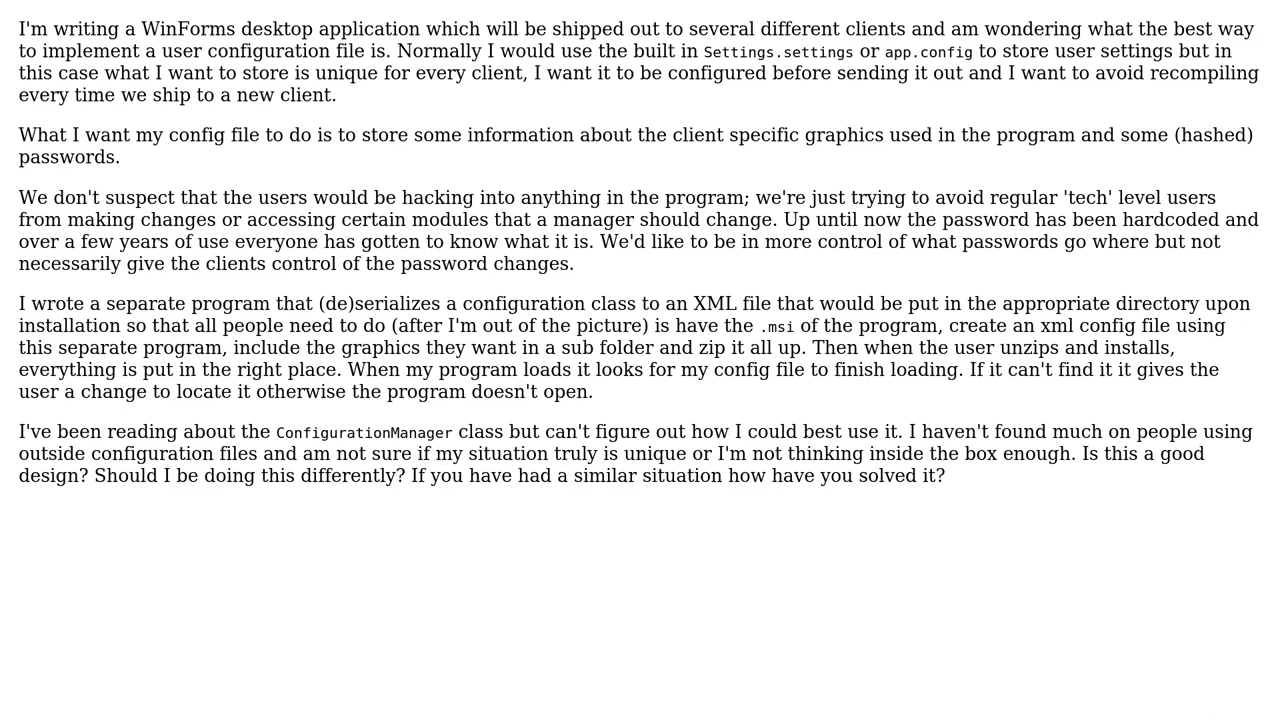 I'm writing a WinForms desktop application which will be shipped out to several different clients and am wondering what the best way
to implement a user configuration file is. Normally I would use the built in Settings.settings or app.config to store user settings but in
this case what I want to store is unique for every client, I want it to be configured before sending it out and I want to avoid recompiling
every time we ship to a new client.
What I want my config file to do is to store some information about the client specific graphics used in the program and some (hashed)
passwords.
We don't suspect that the users would be hacking into anything in the program; we're just trying to avoid regular 'tech' level users
from making changes or accessing certain modules that a manager should change. Up until now the password has been hardcoded and
over a few years of use everyone has gotten to know what it is. We'd like to be in more control of what passwords go where but not
necessarily give the clients control of the password changes.
I wrote a separate program that (de)serializes a configuration class to an XML file that would be put in the appropriate directory upon
installation so that all people need to do (after I'm out of the picture) is have the .msi of the program, create an xml config file using
this separate program, include the graphics they want in a sub folder and zip it all up. Then when the user unzips and installs,
everything is put in the right place. When my program loads it looks for my config file to finish loading. If it can't find it it gives the
user a change to locate it otherwise the program doesn't open.
I've been reading about the ConfigurationManager class but can't figure out how I could best use it. I haven't found much on people using
outside configuration files and am not sure if my situation truly is unique or I'm not thinking inside the box enough. Is this a good
design? Should I be doing this differently? If you have had a similar situation how have you solved it?